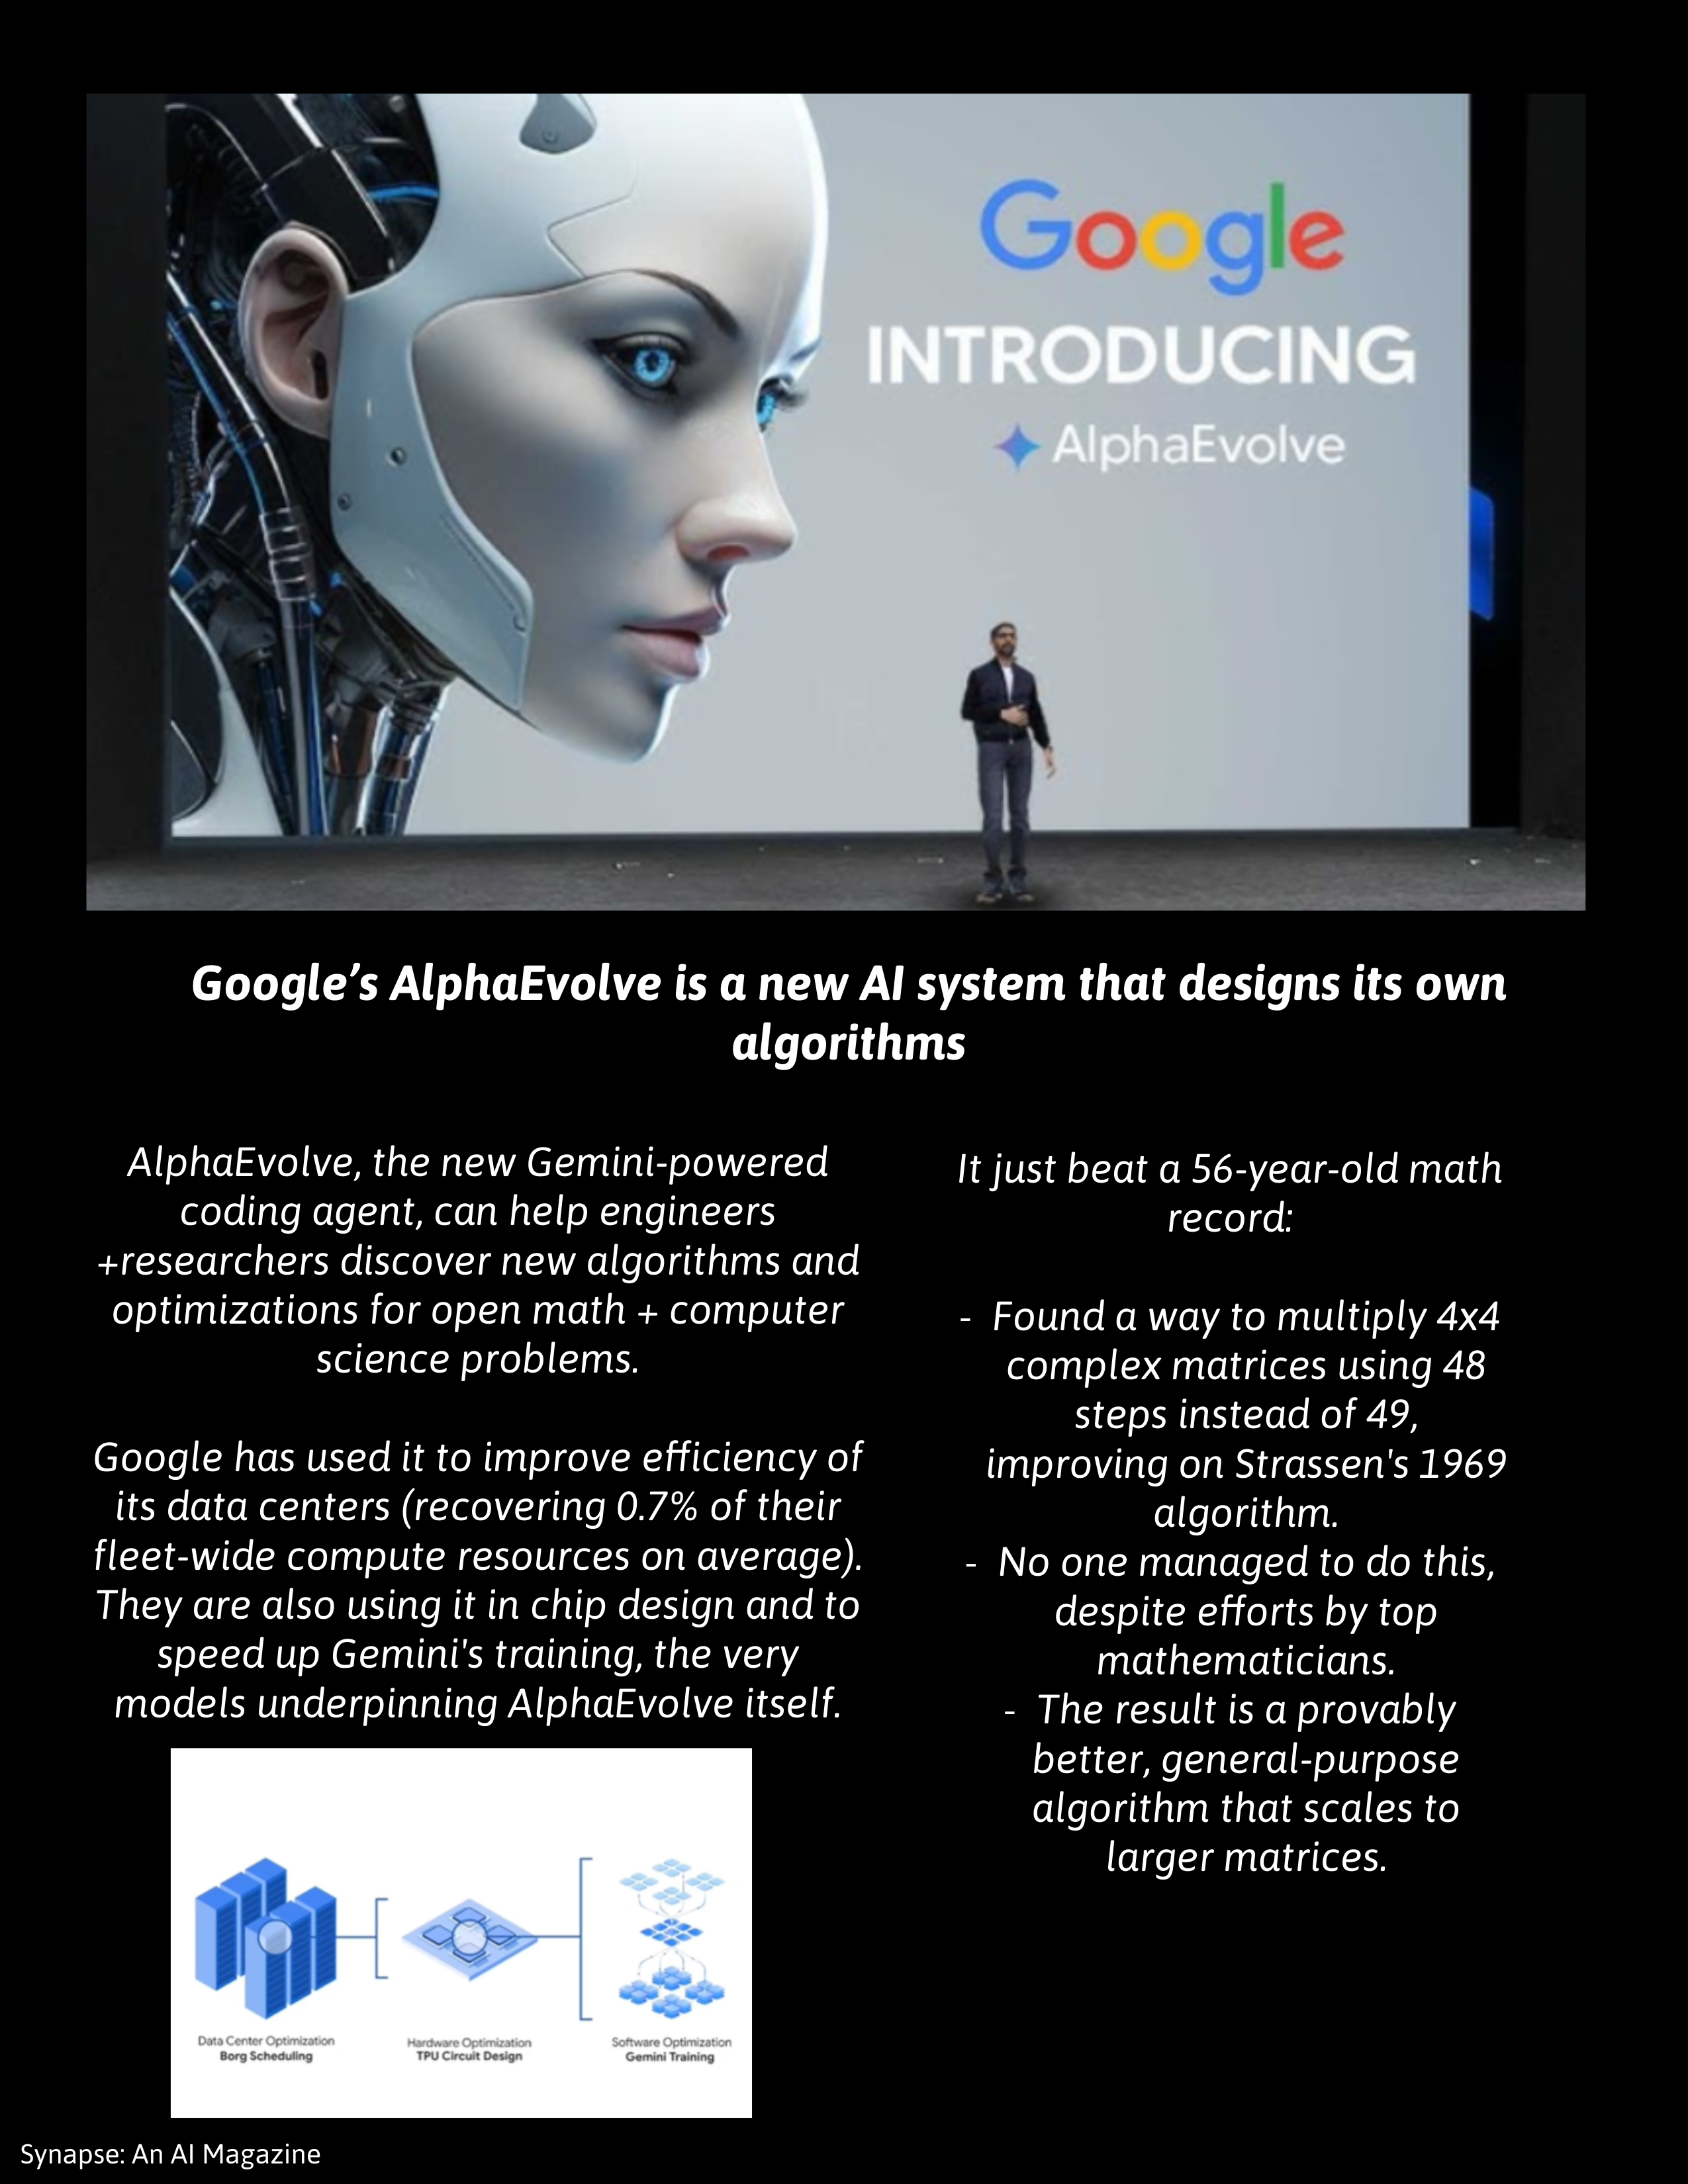 Google
INTRODUCING
AlphaEvolve
Google’s AlphaEvolve is a new AI system that designs its own
algorithms
AlphaEvolve, the new Gemini-powered
coding agent, can help engineers
+researchers discover new algorithms and
optimizations for open math + computer
science problems.
Google has used it to improve efficiency of
its data centers (recovering 0.7% of their
fleet-wide compute resources on average).
They are also using it in chip design and to
speed up Gemini's training, the very
models underpinning AlphaEvolve itself.
It just beat a 56-year-old math
record:
- Found a way to multiply 4x4
complex matrices using 48
steps instead of 49,
improving on Strassen's 1969
algorithm.
- No one managed to do this,
despite efforts by top
mathematicians.
- The result is a provably
better, general-purpose
algorithm that scales to
larger matrices.
Data Center Optimization
Borg Scheduling
Hardware Optimization
TPU Circuit Design
Software Optimization
Gemini Training
Synapse: An AI Magazine